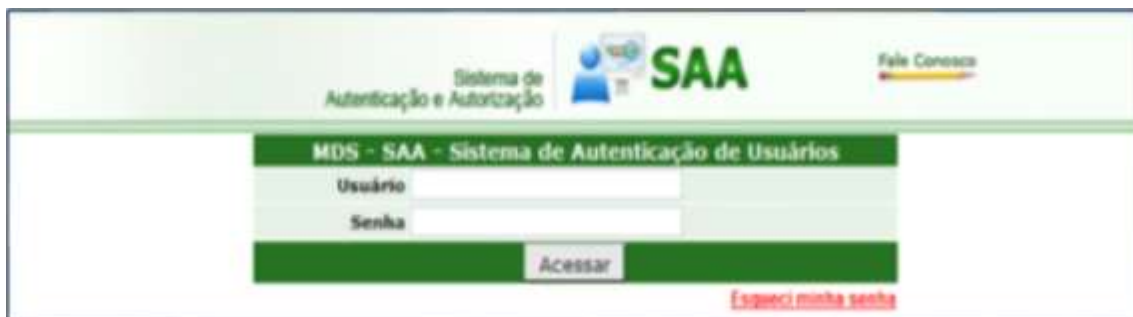 Sistema de
Autenticação e Autorização
SAA
Fale Conosco
MDS - SAA - Sistema de Autenticação de Usuários
Usuário
Senha
Acessar
Esqueci minha senha